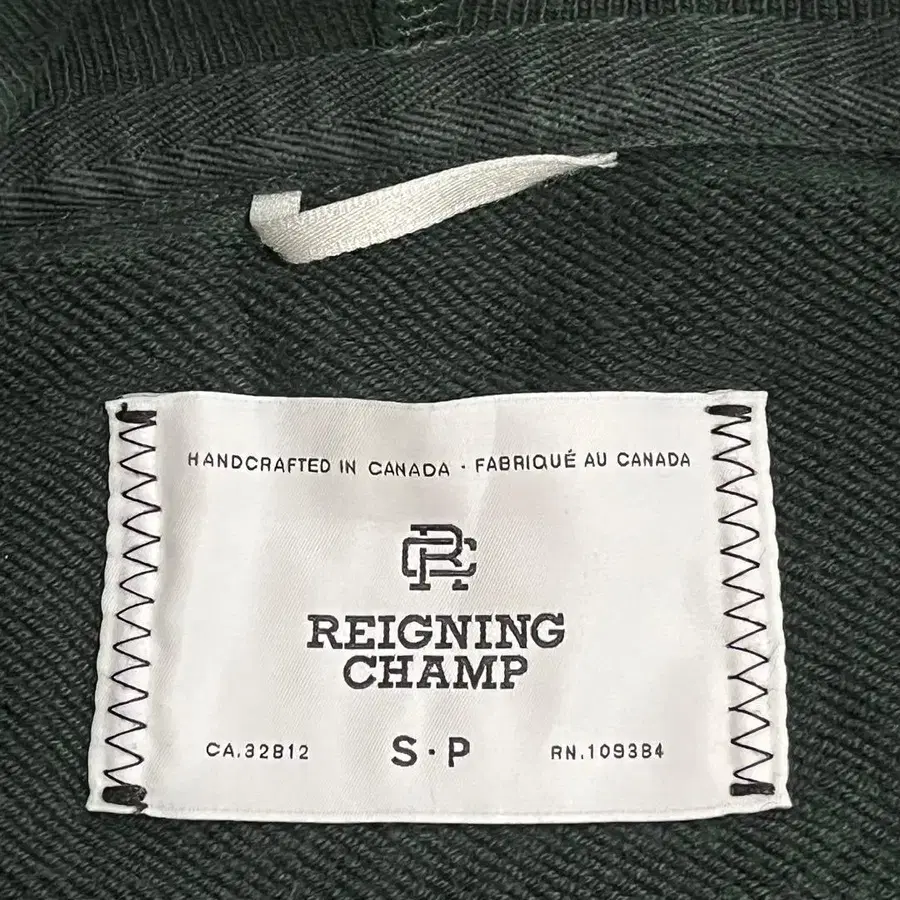 HANDCRAFTED IN CANADA · FABRIQUÉ AU CANADA
RC
REIGNING
CHAMP
CA.32812 S·P RN.109384